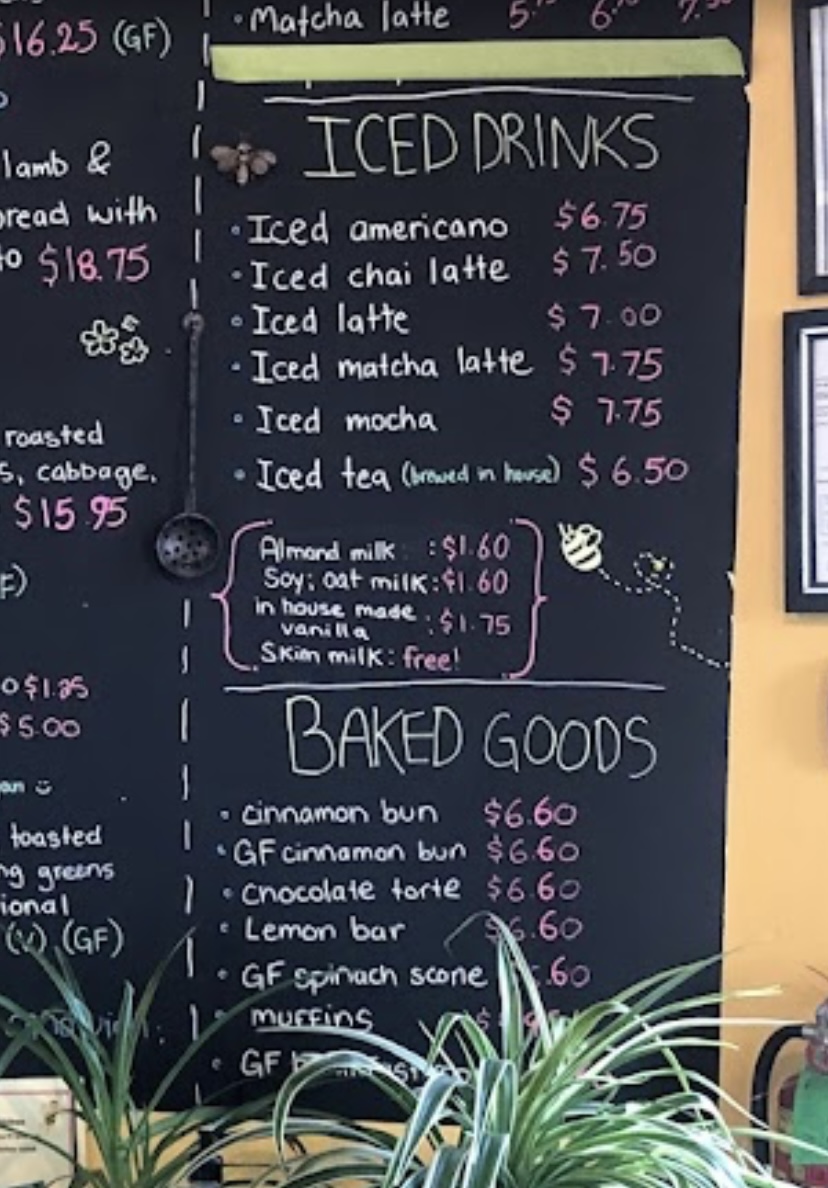 $16.25 (GF)
lamb &
bread with
to $18.75
roasted
s, cabbage.
$15.95
F)
$1.25
$5.00
toasted
ng greens
ional
(V) (GF)
• Matcha latte
ICED DRINKS
• Iced americano $6.75
• Iced chai latte $7.50
• Iced latte $7.00
• Iced matcha latte $7.75
• Iced mocha $7.75
• Iced tea (brewed in house) $6.50
Almond milk : $1.60
Soy; oat milk: $1.60
in house made
vanilla : $1.75
Skim milk: free!
BAKED GOODS
• cinnamon bun $6.60
• GF cinnamon bun $6.60
• chocolate torte $6.60
• Lemon bar $6.60
• GF spinach scone .60
• muffins
• GF